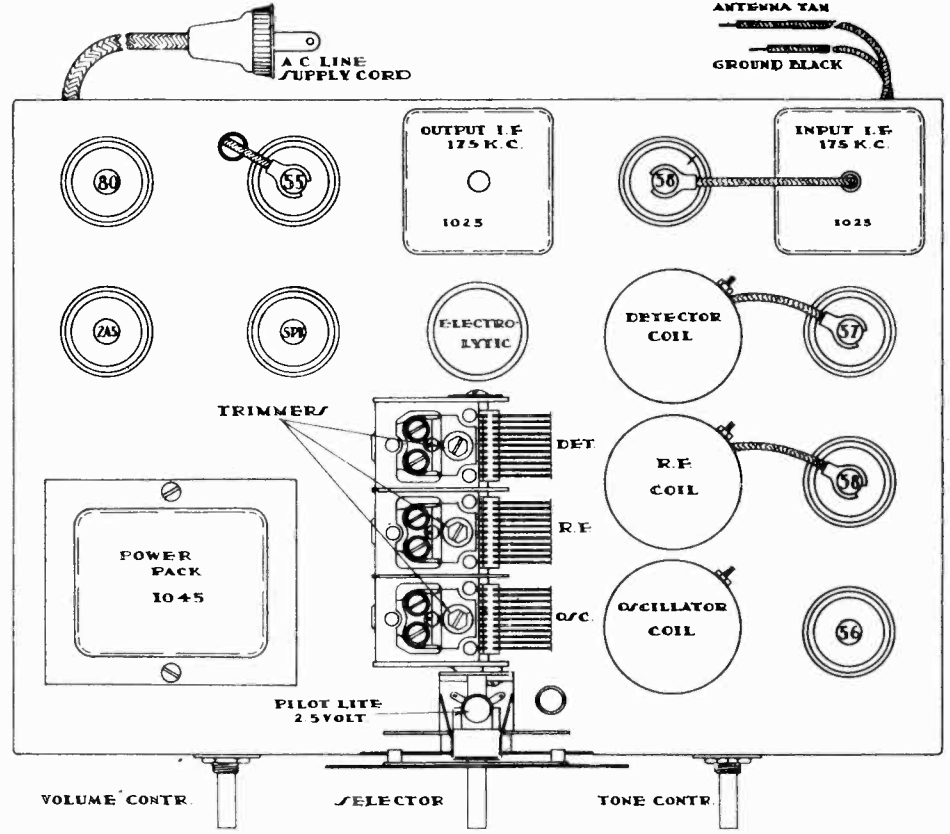 ANTENNA TAN
GROUND BLACK
A C LINE
SUPPLY CORD
80
55
OUTPUT I.F.
175 K.C.
1025
58
INPUT I.F.
175 K.C.
1025
2A5
SPK
ELECTRO-
LYTIC
DETECTOR
COIL
57
TRIMMERS
DET.
R.F.
COIL
58
R.F.
POWER
PACK
1045
OSC.
OSCILLATOR
COIL
56
PILOT LITE
2.5 VOLT
VOLUME CONTR.
SELECTOR
TONE CONTR.